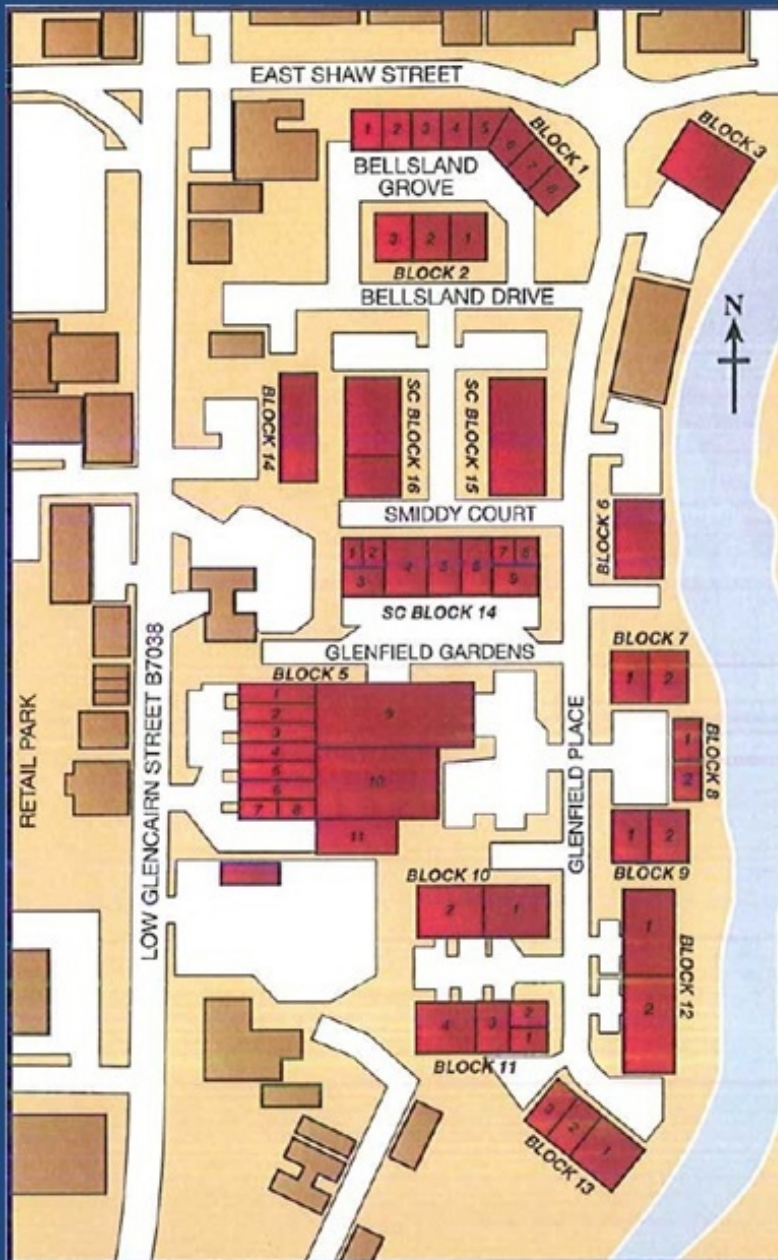 EAST SHAW STREET
1 2 3 4 5 6 7 8
BLOCK 1
BLOCK 3
BELLSLAND
GROVE
3 2 1
BLOCK 2
BELLSLAND DRIVE
N
BLOCK 14
SC BLOCK 16
SC BLOCK 15
SMIDDY COURT
BLOCK 6
1 2
3
4
5
6
7 8
9
SC BLOCK 14
GLENFIELD GARDENS
BLOCK 7
1 2
BLOCK 5
1
2
3
4
5
6
7 8
9
10
11
RETAIL PARK
LOW GLENCAIRN STREET B7038
GLENFIELD PLACE
1
2
BLOCK 8
1 2
BLOCK 9
BLOCK 10
2 1
1
2
BLOCK 12
4 3 2
1
BLOCK 11
3 2 1
BLOCK 13